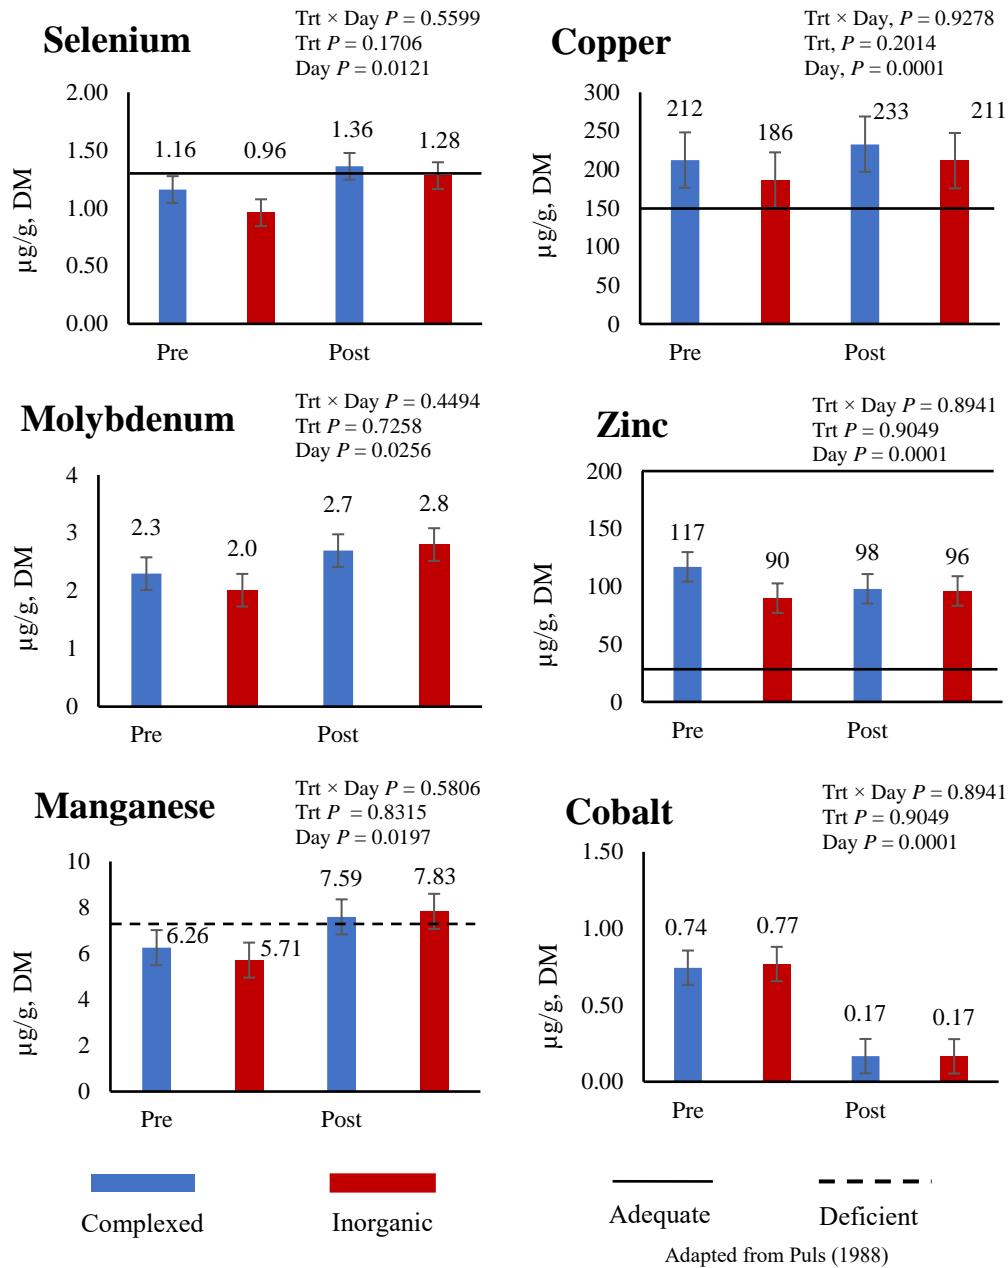 Selenium
Trt × Day P = 0.5599
Trt P = 0.1706
Day P = 0.0121
2.00
1.50
1.00
0.50
0.00
µg/g, DM
1.16
0.96
1.36
1.28
Pre
Post
Copper
Trt × Day, P = 0.9278
Trt, P = 0.2014
Day, P = 0.0001
300
250
200
150
100
50
0
µg/g, DM
212
186
233
211
Pre
Post
Molybdenum
Trt × Day P = 0.4494
Trt P = 0.7258
Day P = 0.0256
4
3
2
1
0
µg/g, DM
2.3
2.0
2.7
2.8
Pre
Post
Zinc
Trt × Day P = 0.8941
Trt P = 0.9049
Day P = 0.0001
200
150
100
50
0
µg/g, DM
117
90
98
96
Pre
Post
Manganese
Trt × Day P = 0.5806
Trt P = 0.8315
Day P = 0.0197
10
8
6
4
2
0
µg/g, DM
6.26
5.71
7.59
7.83
Pre
Post
Cobalt
Trt × Day P = 0.8941
Trt P = 0.9049
Day P = 0.0001
1.50
1.00
0.50
0.00
µg/g, DM
0.74
0.77
0.17
0.17
Pre
Post
Complexed
Inorganic
Adequate
Deficient
Adapted from Puls (1988)